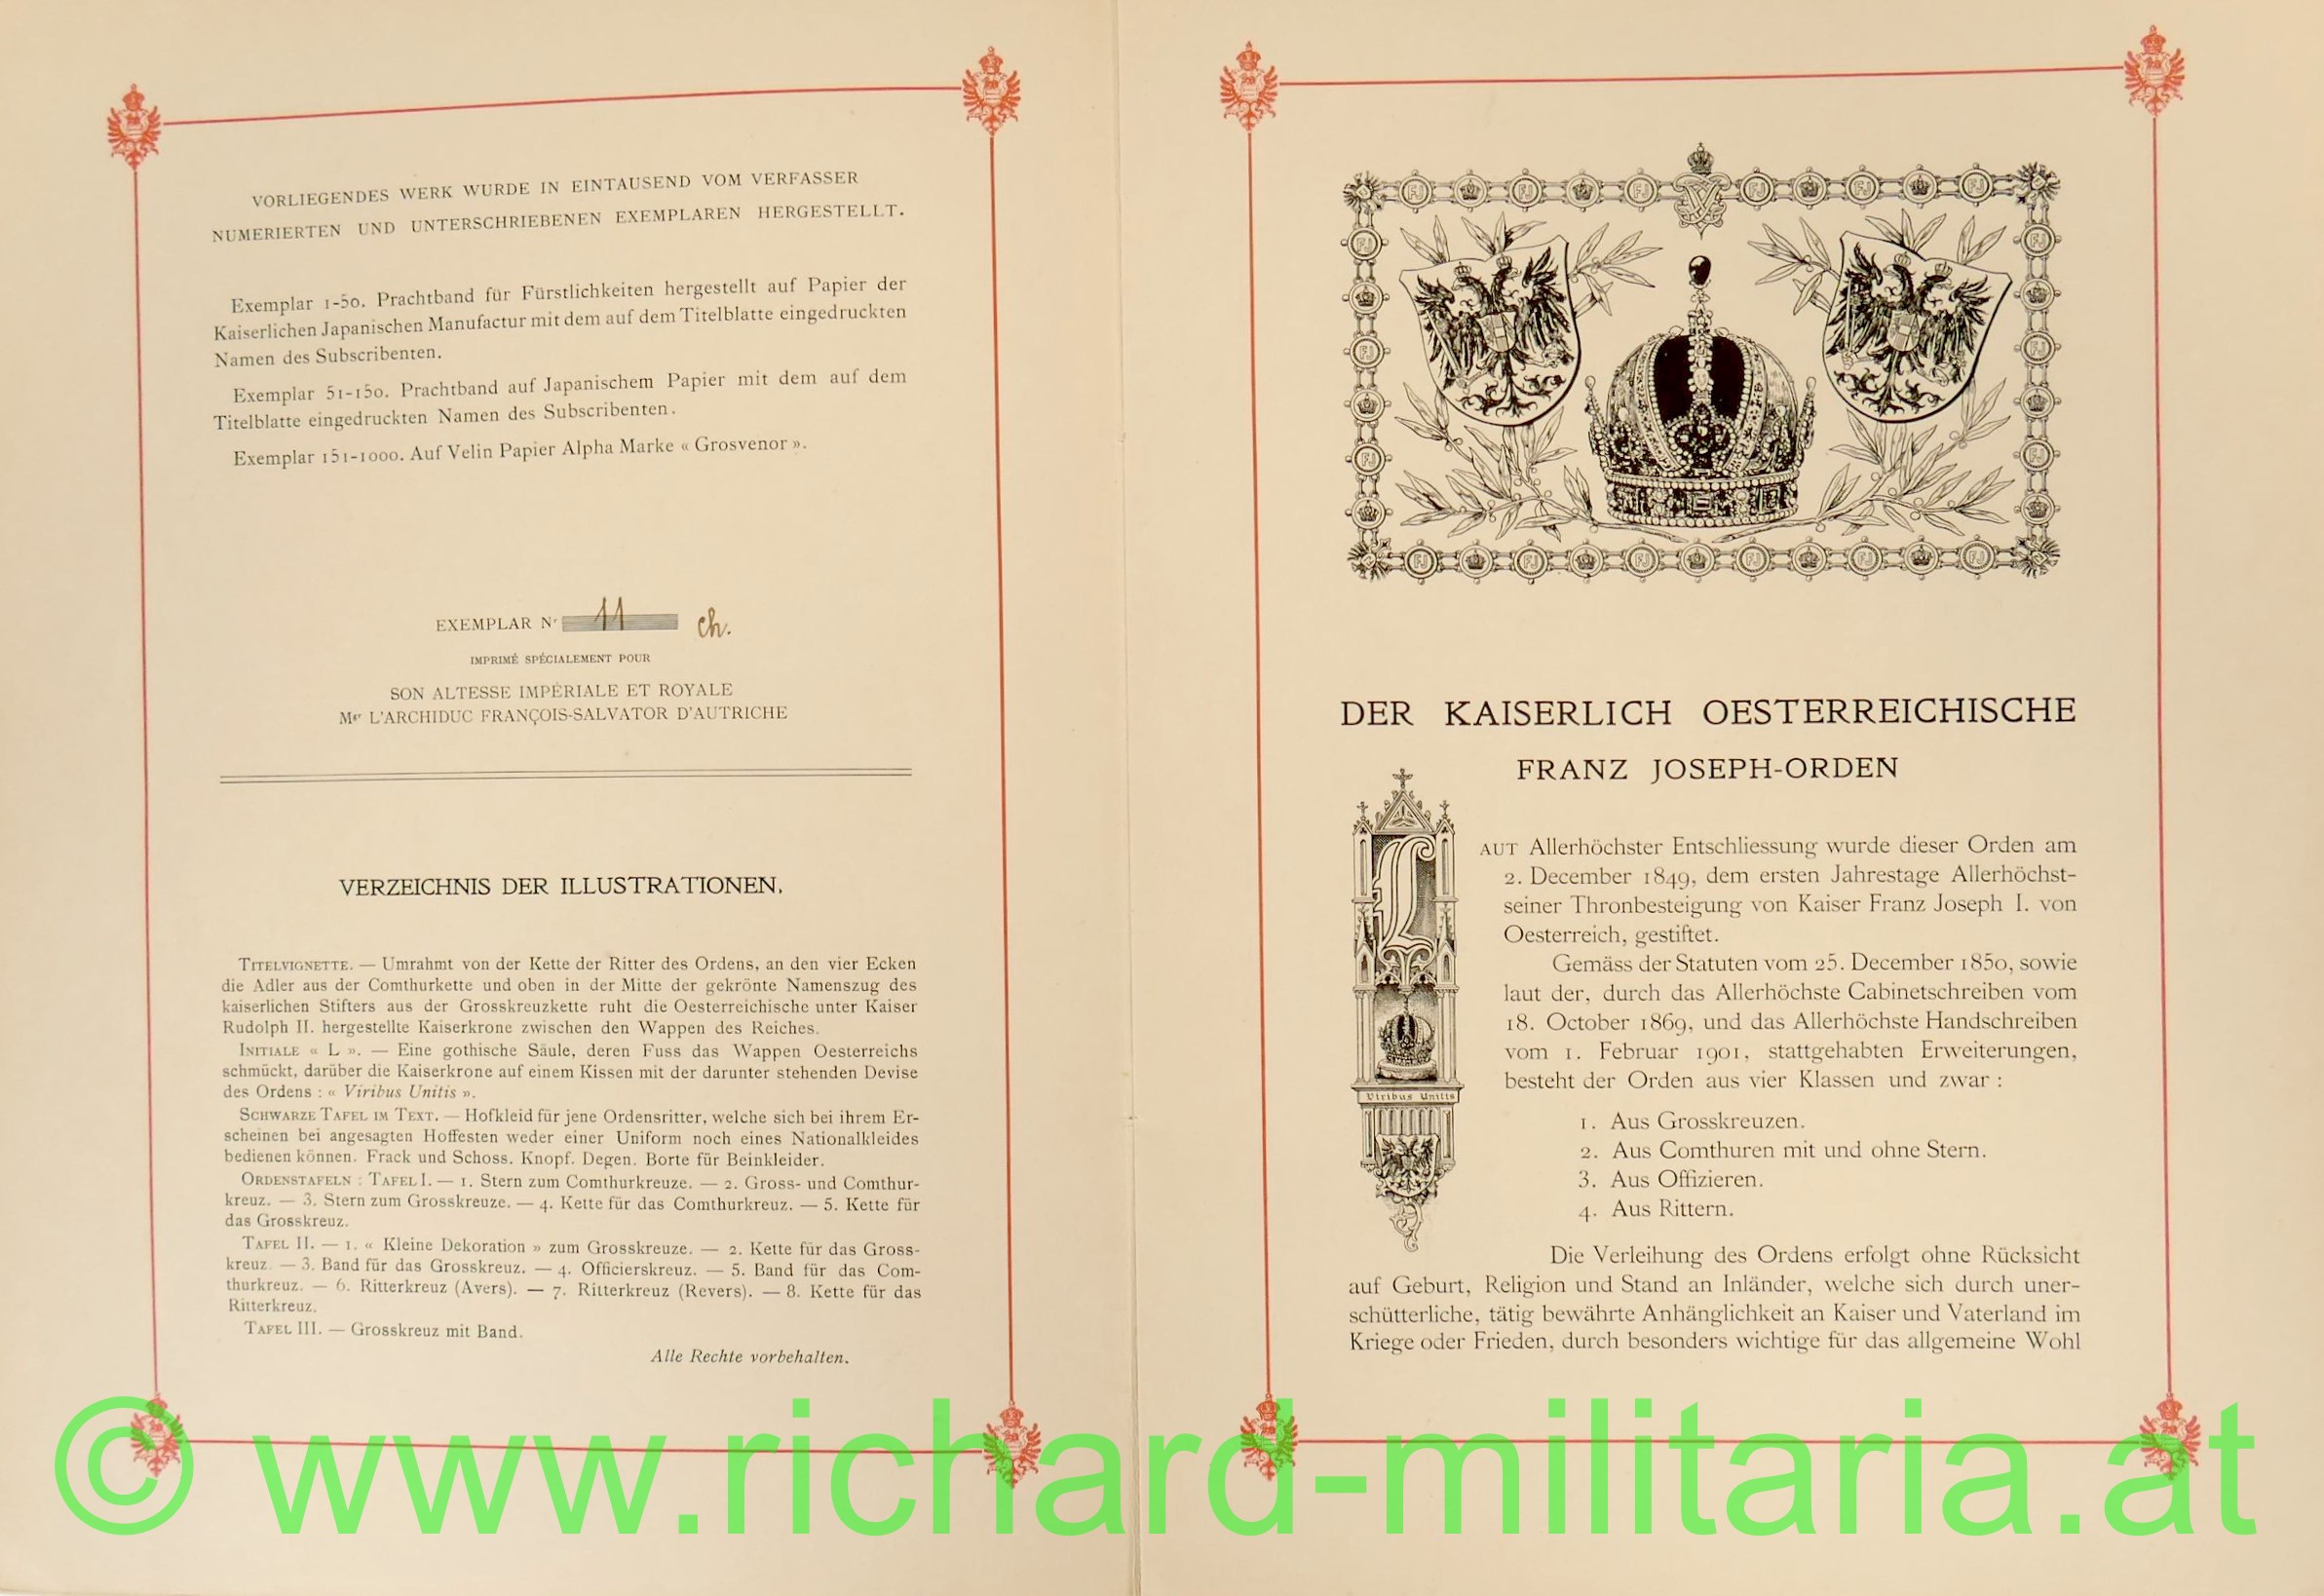 VORLIEGENDES WERK WURDE IN EINTAUSEND VOM VERFASSER
NUMERIERTEN UND UNTERSCHRIEBENEN EXEMPLAREN HERGESTELLT.
Exemplar 1-50. Prachtband für Fürstlichkeiten hergestellt auf Papier der
Kaiserlichen Japanischen Manufactur mit dem auf dem Titelblatte eingedruckten
Namen des Subscribenten.
Exemplar 51-150. Prachtband auf Japanischem Papier mit dem auf dem
Titelblatte eingedruckten Namen des Subscribenten.
Exemplar 151-1000. Auf Velin Papier Alpha Marke « Grosvenor ».
EXEMPLAR Nr 11 ch.
IMPRIMÉ SPÉCIALEMENT POUR
SON ALTESSE IMPÉRIALE ET ROYALE
Mgr L'ARCHIDUC FRANÇOIS-SALVATOR D'AUTRICHE
VERZEICHNIS DER ILLUSTRATIONEN.
TITELVIGNETTE. — Umrahmt von der Kette der Ritter des Ordens, an den vier Ecken
die Adler aus der Comthurkette und oben in der Mitte der gekrönte Namenszug des
kaiserlichen Stifters aus der Grosskreuzkette ruht die Oesterreichische unter Kaiser
Rudolph II. hergestellte Kaiserkrone zwischen den Wappen des Reiches.
INITIALE « L ». — Eine gothische Säule, deren Fuss das Wappen Oesterreichs
schmückt, darüber die Kaiserkrone auf einem Kissen mit der darunter stehenden Devise
des Ordens : « Viribus Unitis ».
SCHWARZE TAFEL IM TEXT. — Hofkleid für jene Ordensritter, welche sich bei ihrem Er-
scheinen bei angesagten Hoffesten weder einer Uniform noch eines Nationalkleides
bedienen können. Frack und Schoss. Knopf. Degen. Borte für Beinkleider.
ORDENSTAFELN : TAFEL I. — 1. Stern zum Comthurkreuze. — 2. Gross- und Comthur-
kreuz. — 3. Stern zum Grosskreuze. — 4. Kette für das Comthurkreuz. — 5. Kette für
das Grosskreuz.
TAFEL II. — 1. « Kleine Dekoration » zum Grosskreuze. — 2. Kette für das Gross-
kreuz. — 3. Band für das Grosskreuz. — 4. Officierskreuz. — 5. Band für das Com-
thurkreuz. — 6. Ritterkreuz (Avers). — 7. Ritterkreuz (Revers). — 8. Kette für das
Ritterkreuz.
TAFEL III. — Grosskreuz mit Band.
Alle Rechte vorbehalten.
DER KAISERLICH OESTERREICHISCHE
FRANZ JOSEPH-ORDEN
LAUT Allerhöchster Entschliessung wurde dieser Orden am
2. December 1849, dem ersten Jahrestage Allerhöchst-
seiner Thronbesteigung von Kaiser Franz Joseph I. von
Oesterreich, gestiftet.
Gemäss der Statuten vom 25. December 1850, sowie
laut der, durch das Allerhöchste Cabinetschreiben vom
18. October 1869, und das Allerhöchste Handschreiben
vom 1. Februar 1901, stattgehabten Erweiterungen,
besteht der Orden aus vier Klassen und zwar :
Viribus Unitis
1. Aus Grosskreuzen.
2. Aus Comthuren mit und ohne Stern.
3. Aus Offizieren.
4. Aus Rittern.
Die Verleihung des Ordens erfolgt ohne Rücksicht
auf Geburt, Religion und Stand an Inländer, welche sich durch uner-
schütterliche, tätig bewährte Anhänglichkeit an Kaiser und Vaterland im
Kriege oder Frieden, durch besonders wichtige für das allgemeine Wohl
© www.richard-militaria.at